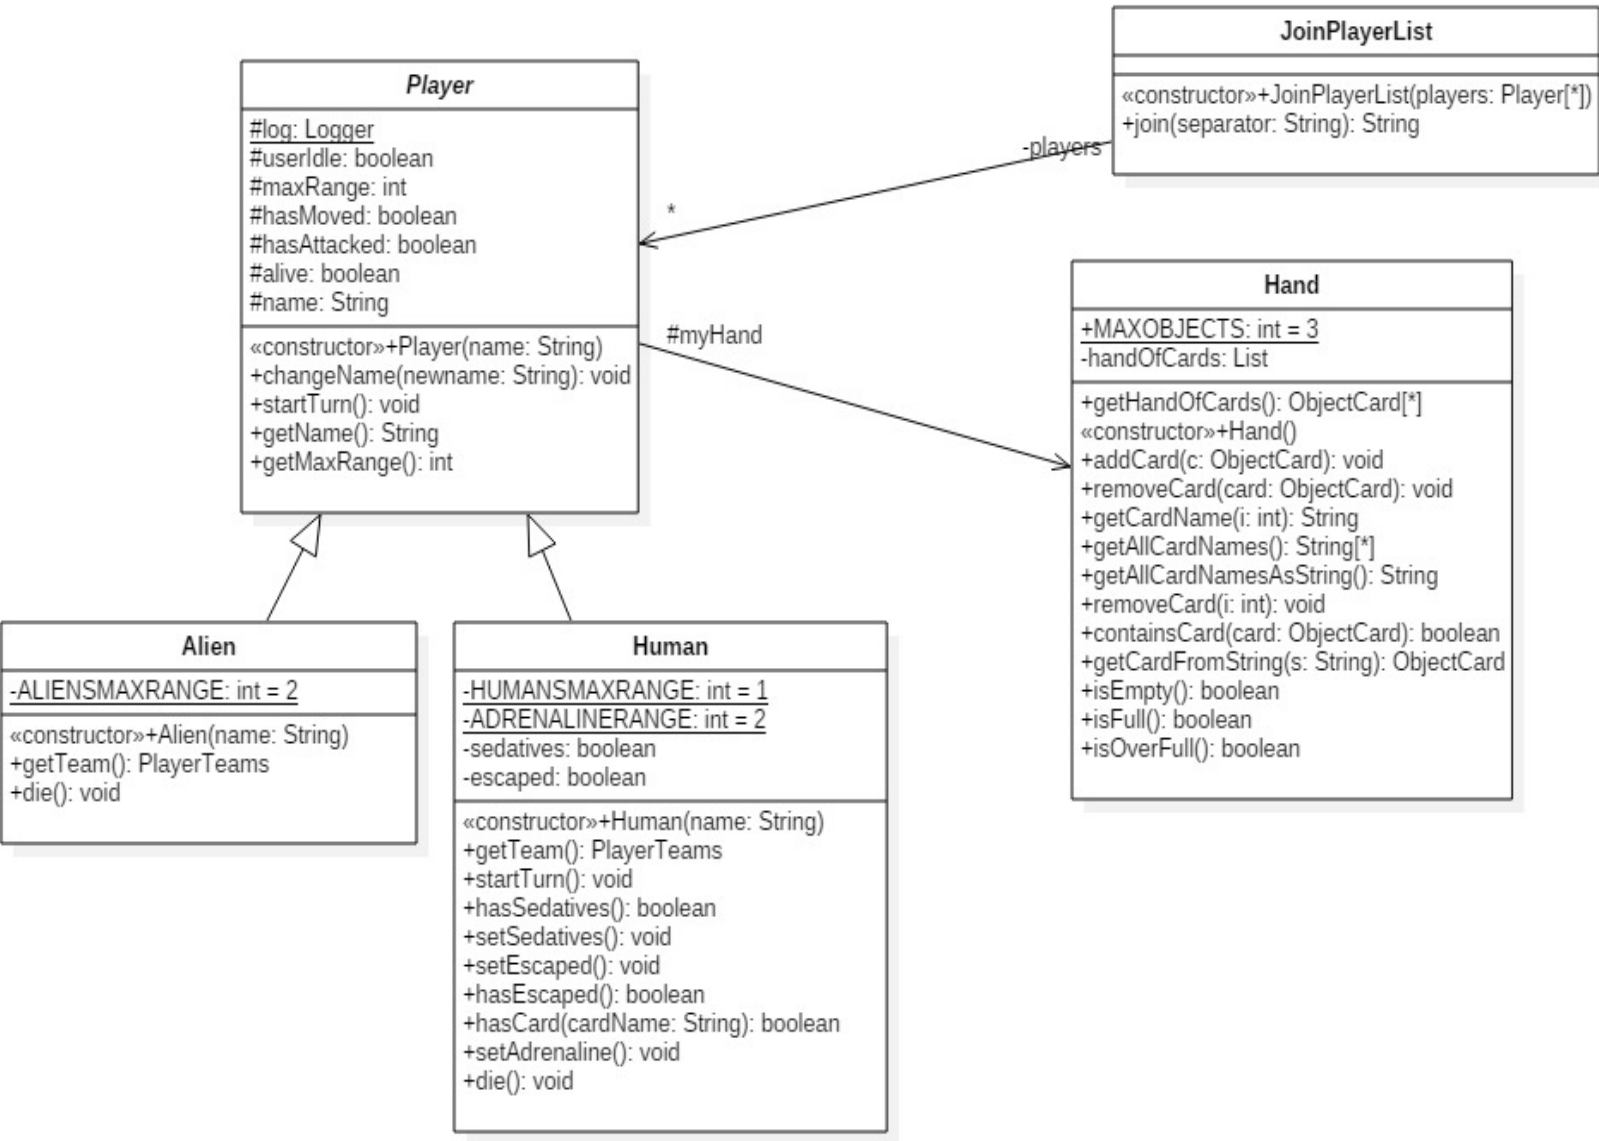 Player
#log: Logger
#userIdle: boolean
#maxRange: int
#hasMoved: boolean
#hasAttacked: boolean
#alive: boolean
#name: String
«constructor»+Player(name: String)
+changeName(newname: String): void
+startTurn(): void
+getName(): String
+getMaxRange(): int
JoinPlayerList
«constructor»+JoinPlayerList(players: Player[*])
+join(separator: String): String
-players
*
#myHand
Hand
+MAXOBJECTS: int = 3
-handOfCards: List
+getHandOfCards(): ObjectCard[*]
«constructor»+Hand()
+addCard(c: ObjectCard): void
+removeCard(card: ObjectCard): void
+getCardName(i: int): String
+getAllCardNames(): String[*]
+getAllCardNamesAsString(): String
+removeCard(i: int): void
+containsCard(card: ObjectCard): boolean
+getCardFromString(s: String): ObjectCard
+isEmpty(): boolean
+isFull(): boolean
+isOverFull(): boolean
Alien
-ALIENSMAXRANGE: int = 2
«constructor»+Alien(name: String)
+getTeam(): PlayerTeams
+die(): void
Human
-HUMANSMAXRANGE: int = 1
-ADRENALINERANGE: int = 2
-sedatives: boolean
-escaped: boolean
«constructor»+Human(name: String)
+getTeam(): PlayerTeams
+startTurn(): void
+hasSedatives(): boolean
+setSedatives(): void
+setEscaped(): void
+hasEscaped(): boolean
+hasCard(cardName: String): boolean
+setAdrenaline(): void
+die(): void